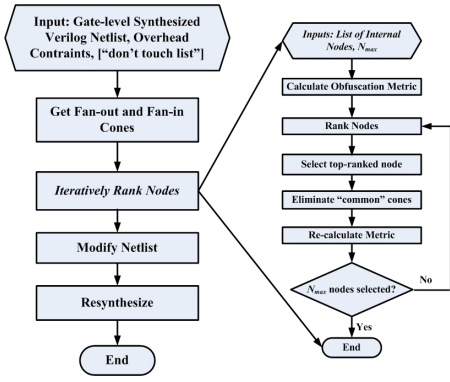 Input: Gate-level Synthesized
Verilog Netlist, Overhead
Contraints, [“don’t touch list”]
Get Fan-out and Fan-in
Cones
Iteratively Rank Nodes
Modify Netlist
Resynthesize
End
Inputs: List of Internal
Nodes, Nmax
Calculate Obfuscation Metric
Rank Nodes
Select top-ranked node
Eliminate “common” cones
Re-calculate Metric
Nmax nodes selected?
No
Yes
End